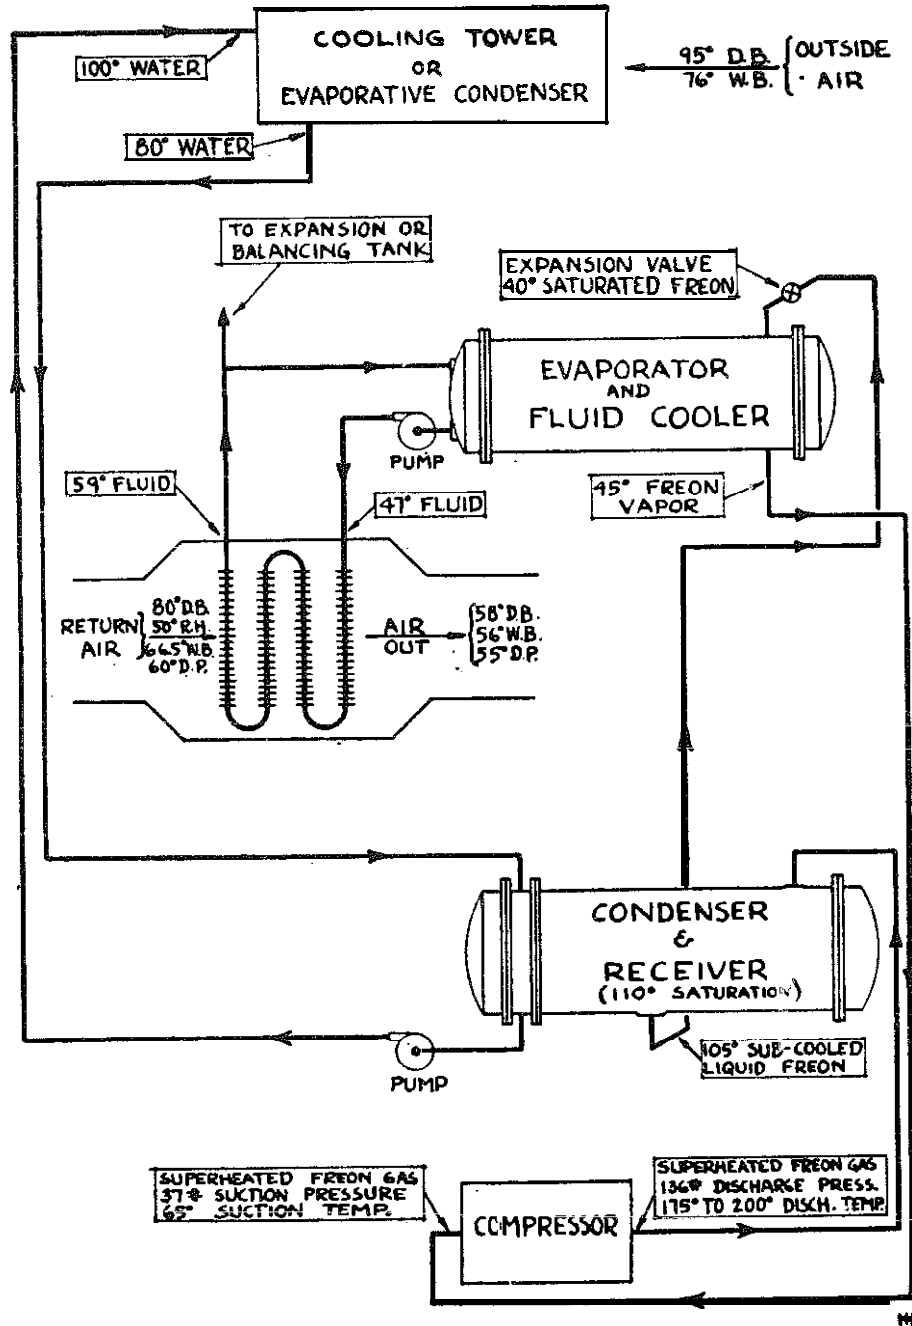 COOLING TOWER
OR
EVAPORATIVE CONDENSER
100° WATER
95° D.B.
76° W.B.
OUTSIDE
AIR
80° WATER
TO EXPANSION OR
BALANCING TANK
EXPANSION VALVE
40° SATURATED FREON
EVAPORATOR
AND
FLUID COOLER
PUMP
59° FLUID
47° FLUID
45° FREON
VAPOR
RETURN
AIR
80° D.B.
50° R.H.
66.5° W.B.
60° D.P.
AIR
OUT
58° D.B.
56° W.B.
55° D.P.
CONDENSER
&
RECEIVER
(110° SATURATION)
105° SUB-COOLED
LIQUID FREON
PUMP
SUPERHEATED FREON GAS
37# SUCTION PRESSURE
65° SUCTION TEMP.
COMPRESSOR
SUPERHEATED FREON GAS
136# DISCHARGE PRESS.
175° TO 200° DISCH. TEMP.